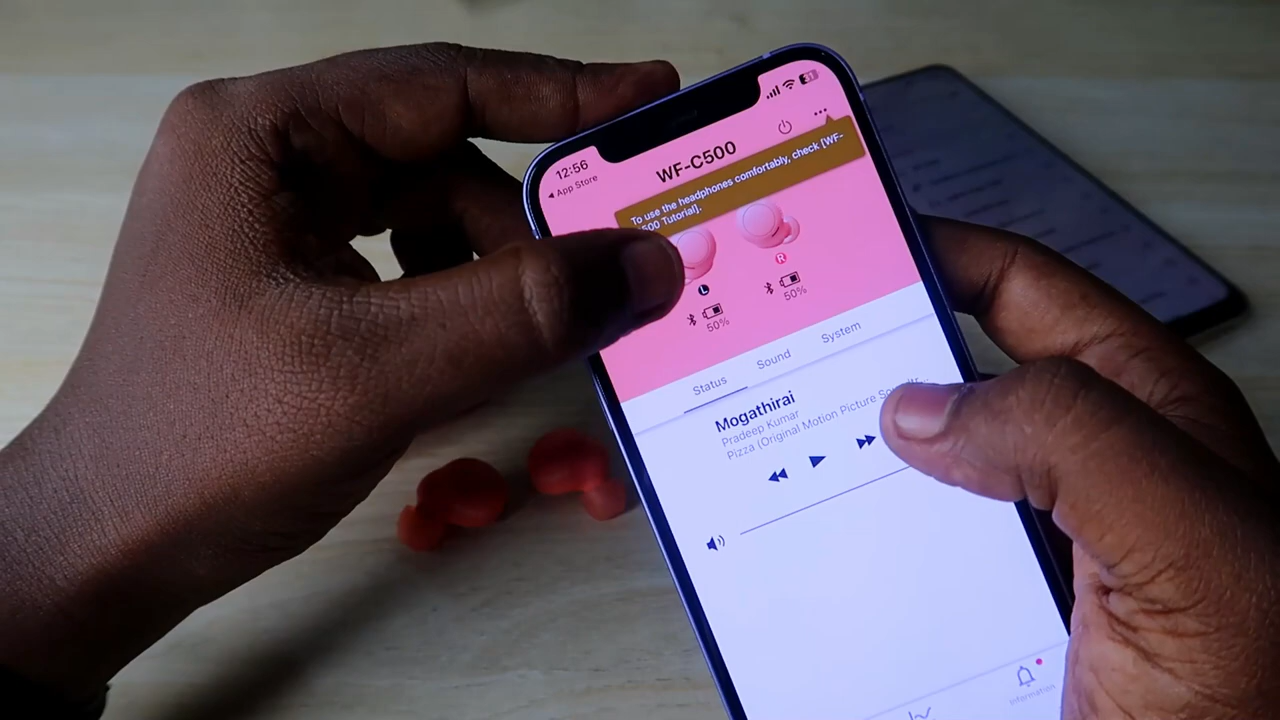 12:56
App Store
WF-C500
To use the headphones comfortably, check [WF-
500 Tutorial].
L
R
50%
50%
Status Sound System
Mogathirai
Pradeep Kumar
Pizza (Original Motion Picture Soundtr...
Information